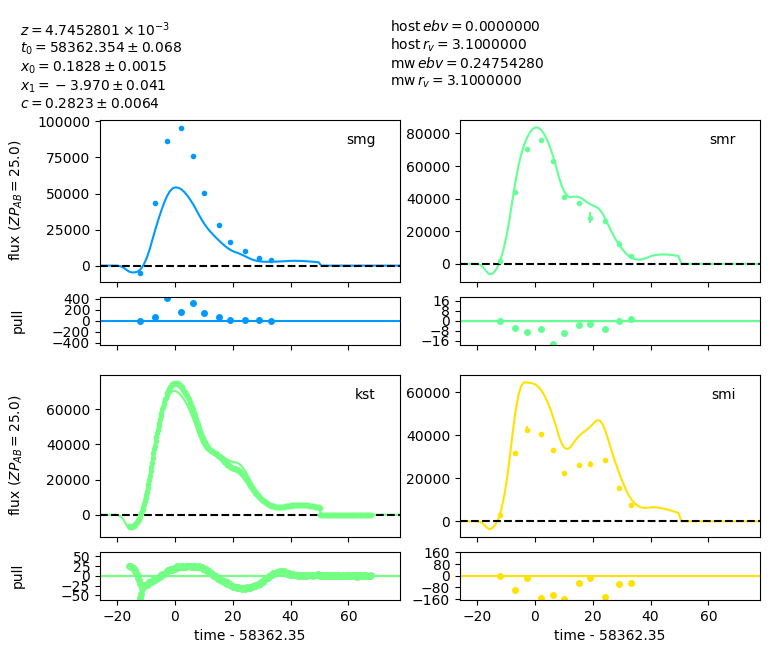 z = 4.7452801 × 10⁻³
t₀ = 58362.354 ± 0.068
x₀ = 0.1828 ± 0.0015
x₁ = −3.970 ± 0.041
c = 0.2823 ± 0.0064
host ebv = 0.0000000
host r_v = 3.1000000
mw ebv = 0.24754280
mw r_v = 3.1000000
flux (ZP_AB = 25.0)
100000
75000
50000
25000
0
smg
80000
60000
40000
20000
0
smr
pull
400
200
0
−200
−400
16
8
0
−8
−16
flux (ZP_AB = 25.0)
60000
40000
20000
0
kst
60000
40000
20000
0
smi
pull
50
25
0
−25
−50
−20
0
20
40
60
time - 58362.35
160
80
0
−80
−160
−20
0
20
40
60
time - 58362.35